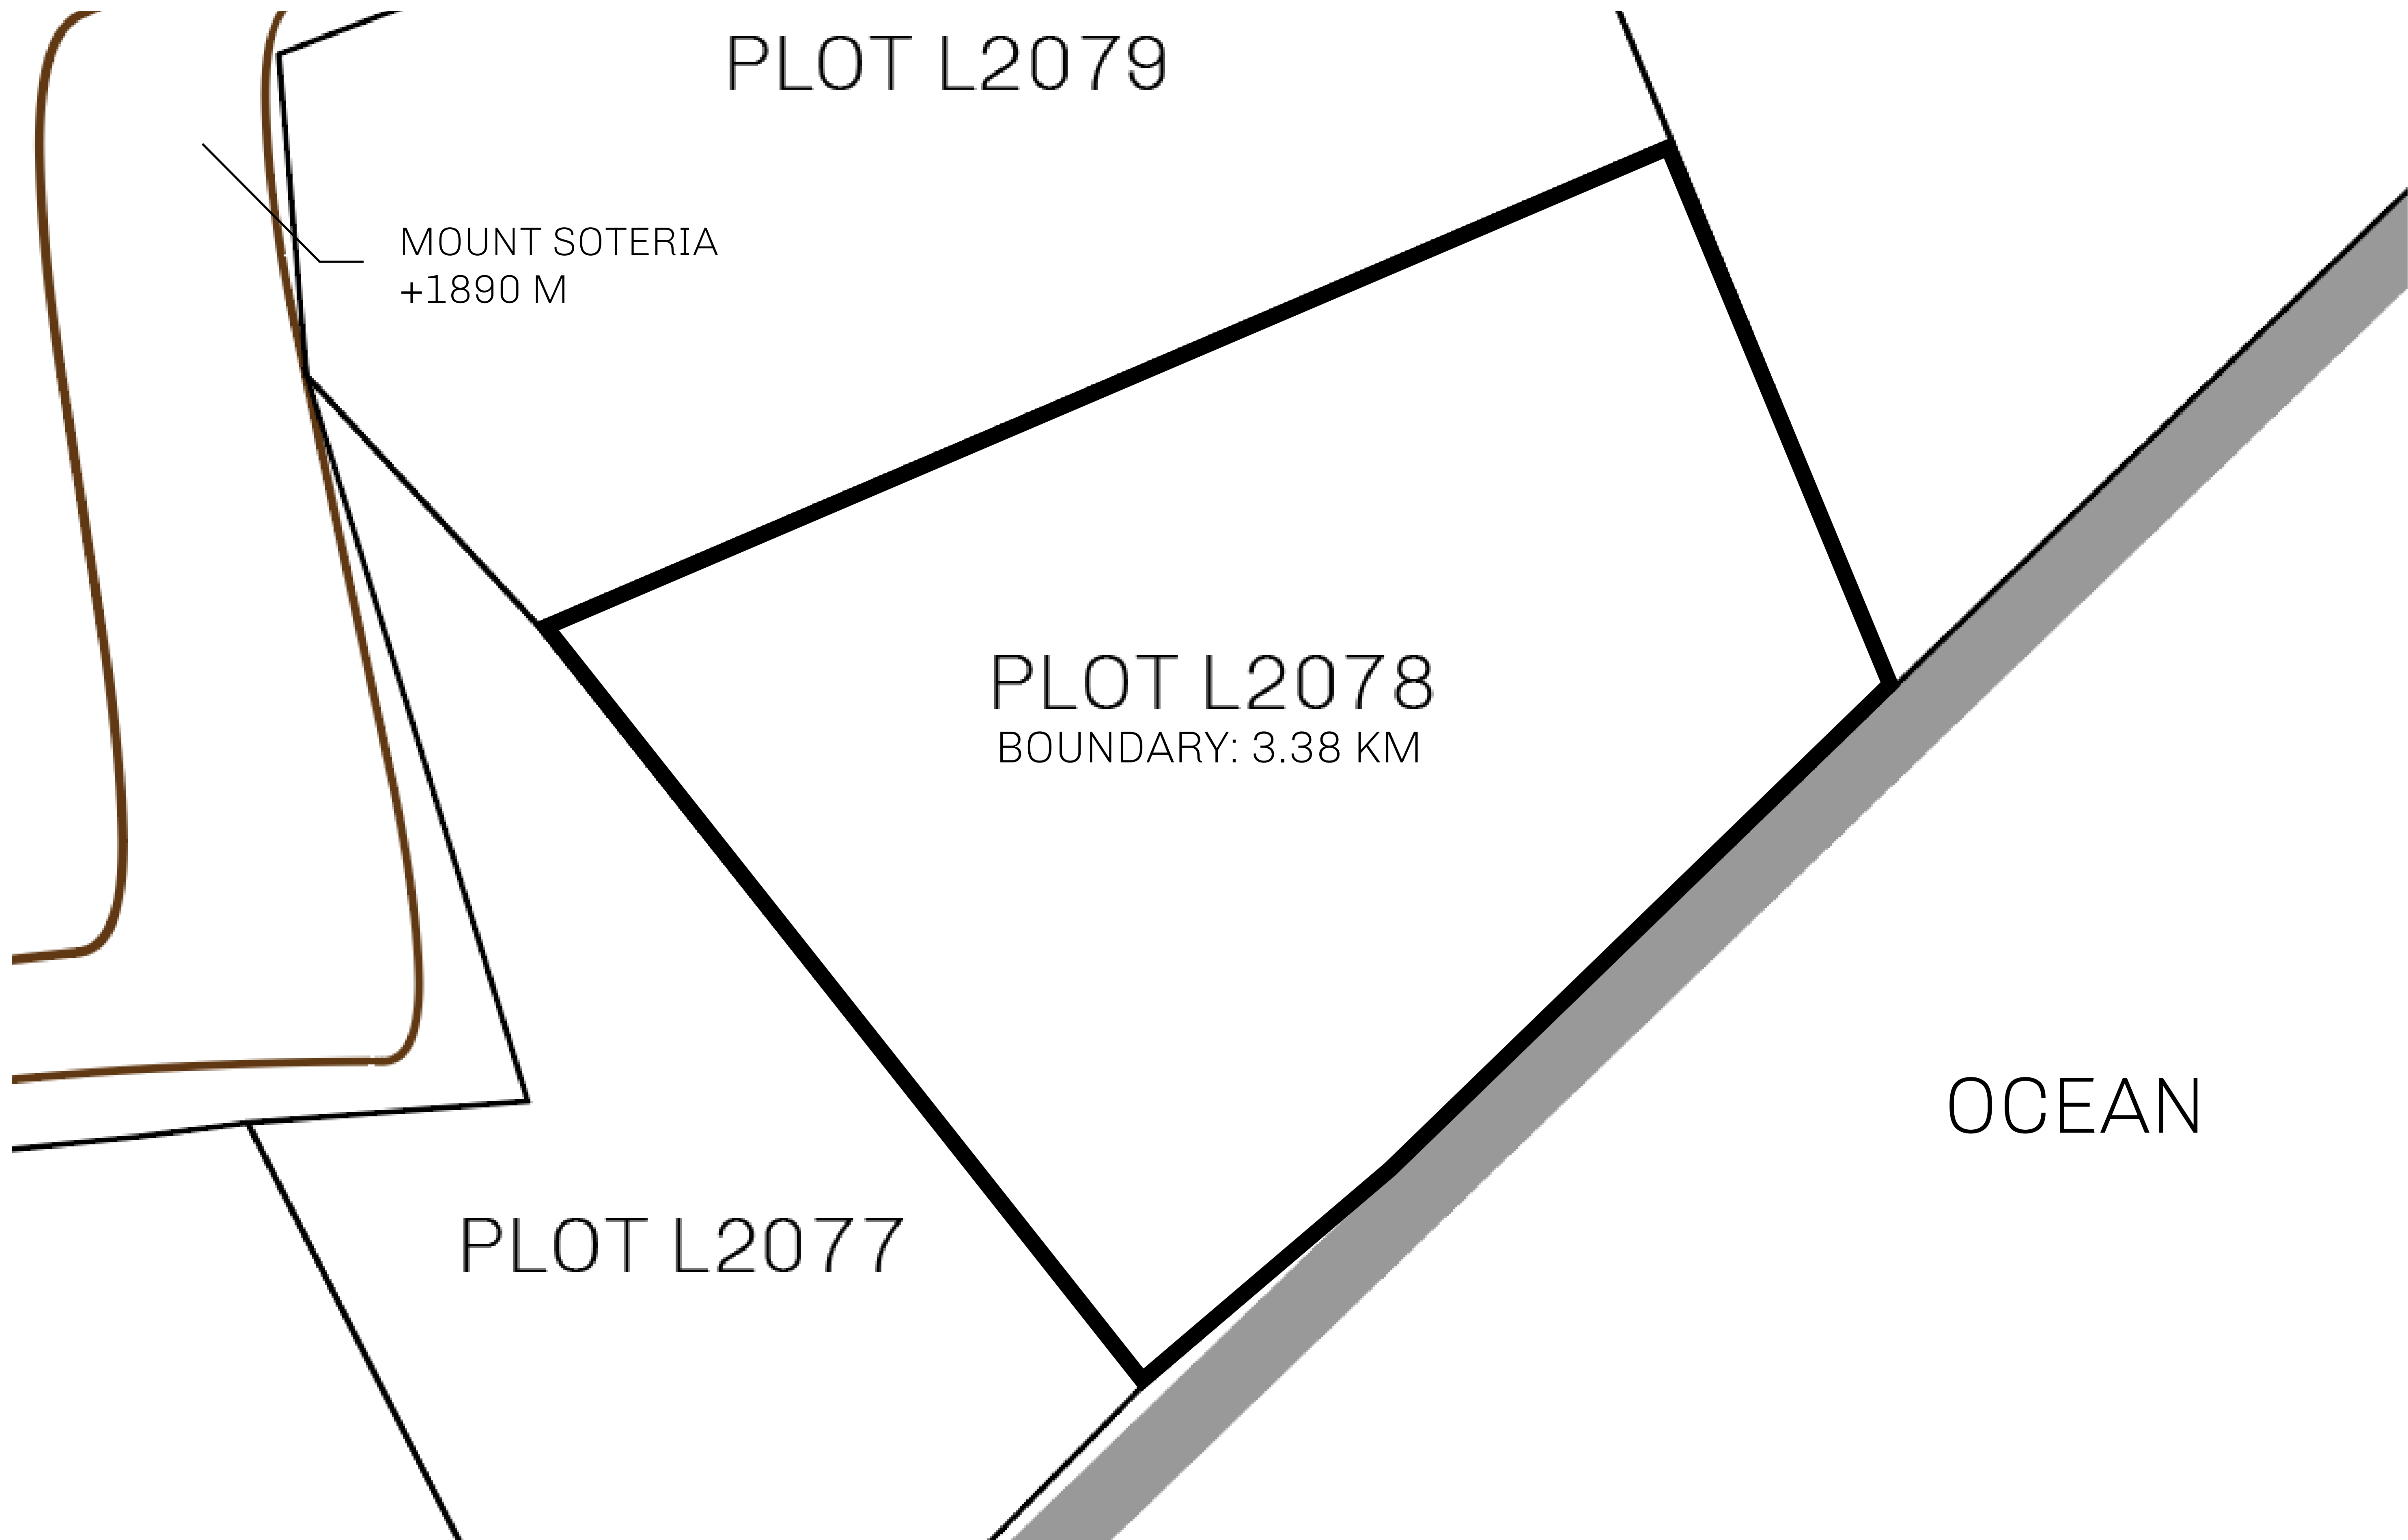 PLOT L2079
MOUNT SOTERIA
+1890 M
PLOT L2078
BOUNDARY: 3.38 KM
OCEAN
PLOT L2077